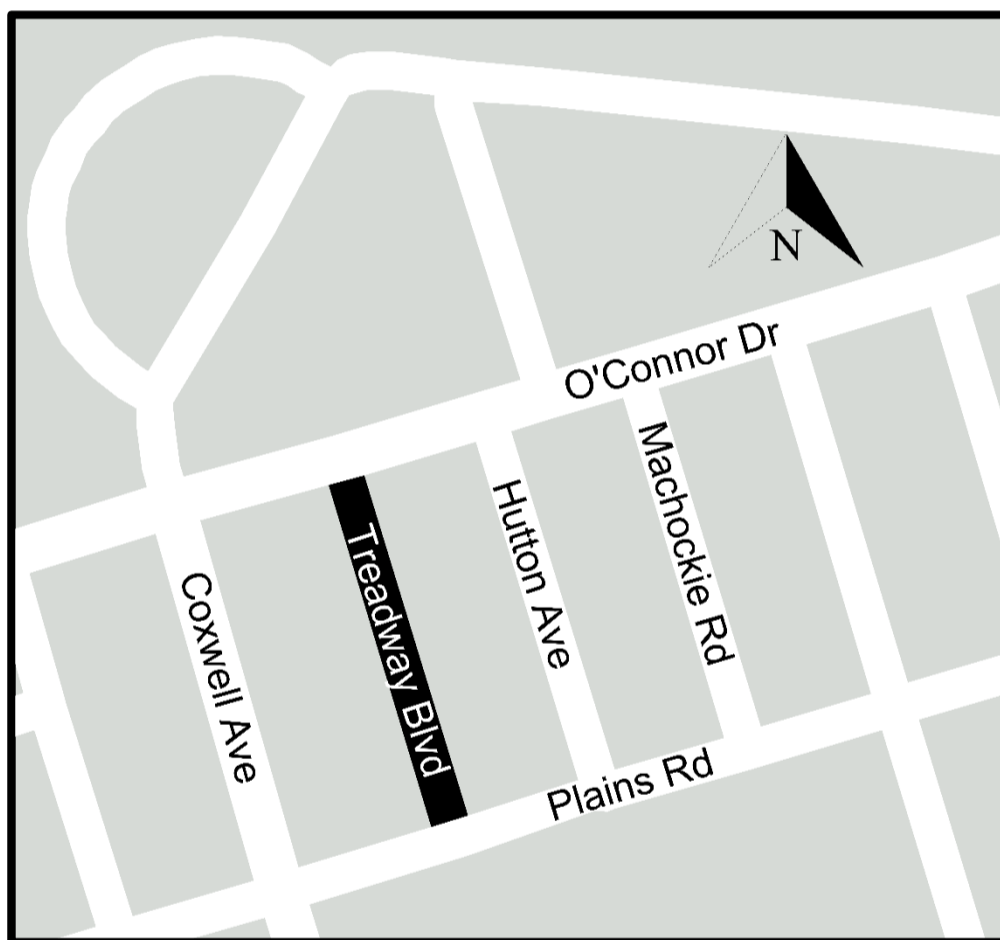 N
O'Connor Dr
Machockie Rd
Hutton Ave
Treadway Blvd
Coxwell Ave
Plains Rd